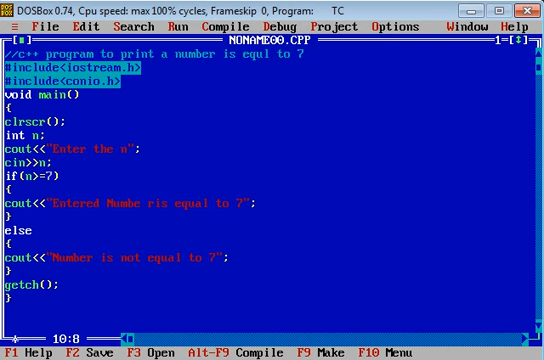 DOSBox 0.74, Cpu speed: max 100% cycles, Frameskip 0, Program: TC
≡ File Edit Search Run Compile Debug Project Options Window Help
[■] NONAME00.CPP 1=[↕]
//c++ program to print a number is equl to 7
#include<iostream.h>
#include<conio.h>
void main()
{
clrscr();
int n;
cout<<"Enter the n";
cin>>n;
if(n>=7)
{
cout<<"Entered Numbe ris equal to 7";
}
else
{
cout<<"Number is not equal to 7";
}
getch();
}
* 10:8
F1 Help F2 Save F3 Open Alt-F9 Compile F9 Make F10 Menu